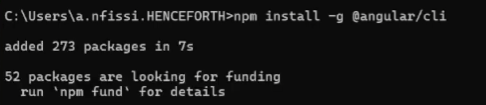 C:\Users\a.nfissi.HENCEFORTH>npm install -g @angular/cli
added 273 packages in 7s
52 packages are looking for funding
run `npm fund` for details